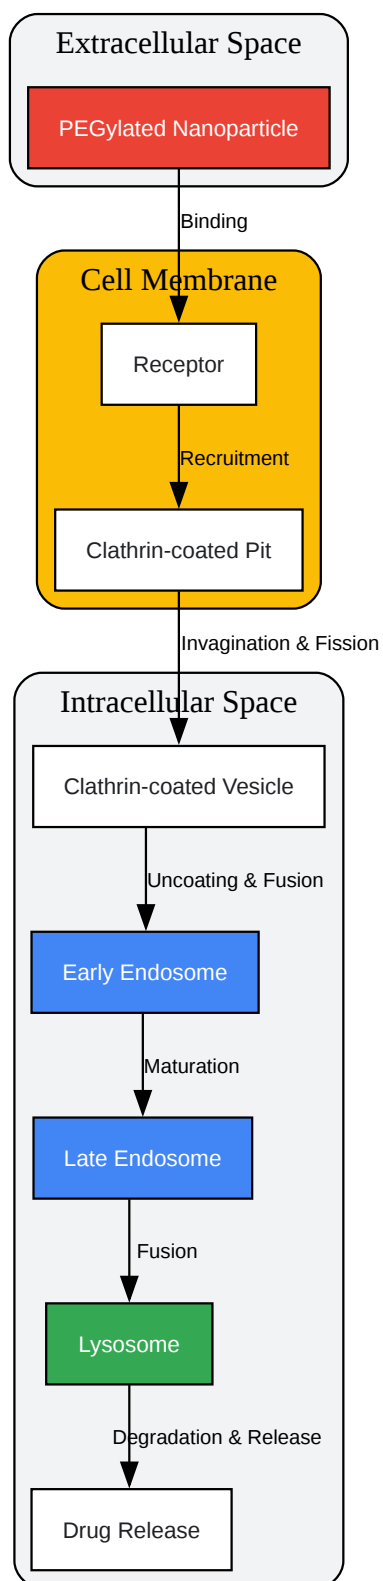 Extracellular Space
PEGylated Nanoparticle
Binding
Cell Membrane
Receptor
Recruitment
Clathrin-coated Pit
Invagination & Fission
Intracellular Space
Clathrin-coated Vesicle
Uncoating & Fusion
Early Endosome
Maturation
Late Endosome
Fusion
Lysosome
Degradation & Release
Drug Release